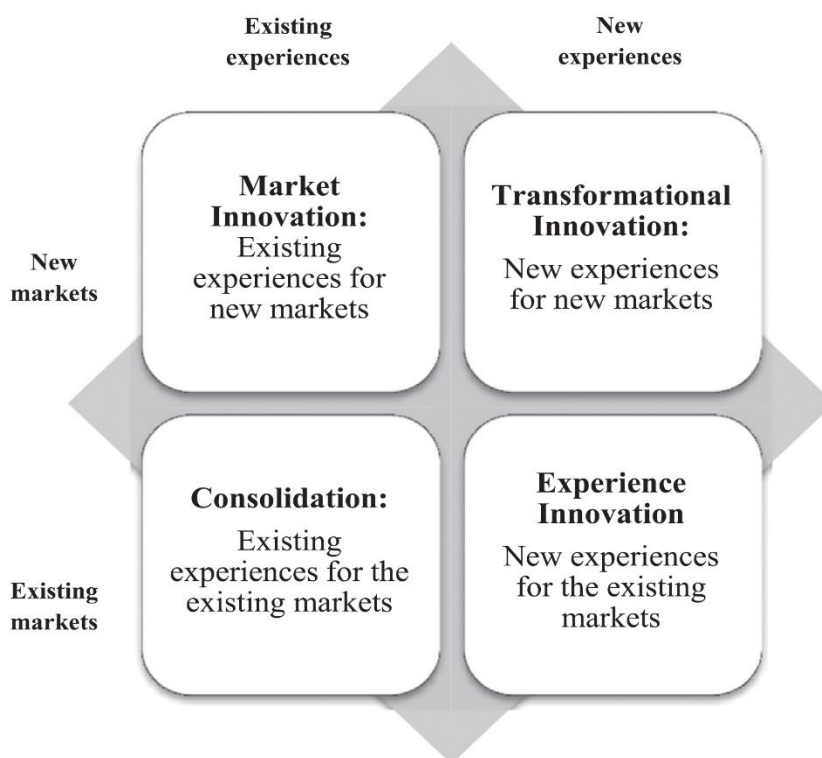 Existing
experiences
New
experiences
New
markets
Market
Innovation:
Existing
experiences for
new markets
Transformational
Innovation:
New experiences
for new markets
Existing
markets
Consolidation:
Existing
experiences for the
existing markets
Experience
Innovation
New experiences
for the existing
markets